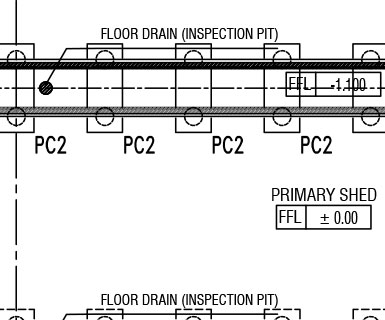 FLOOR DRAIN (INSPECTION PIT)
FFL -1.100
PC2 PC2 PC2 PC2
PRIMARY SHED
FFL ± 0.00
FLOOR DRAIN (INSPECTION PIT)